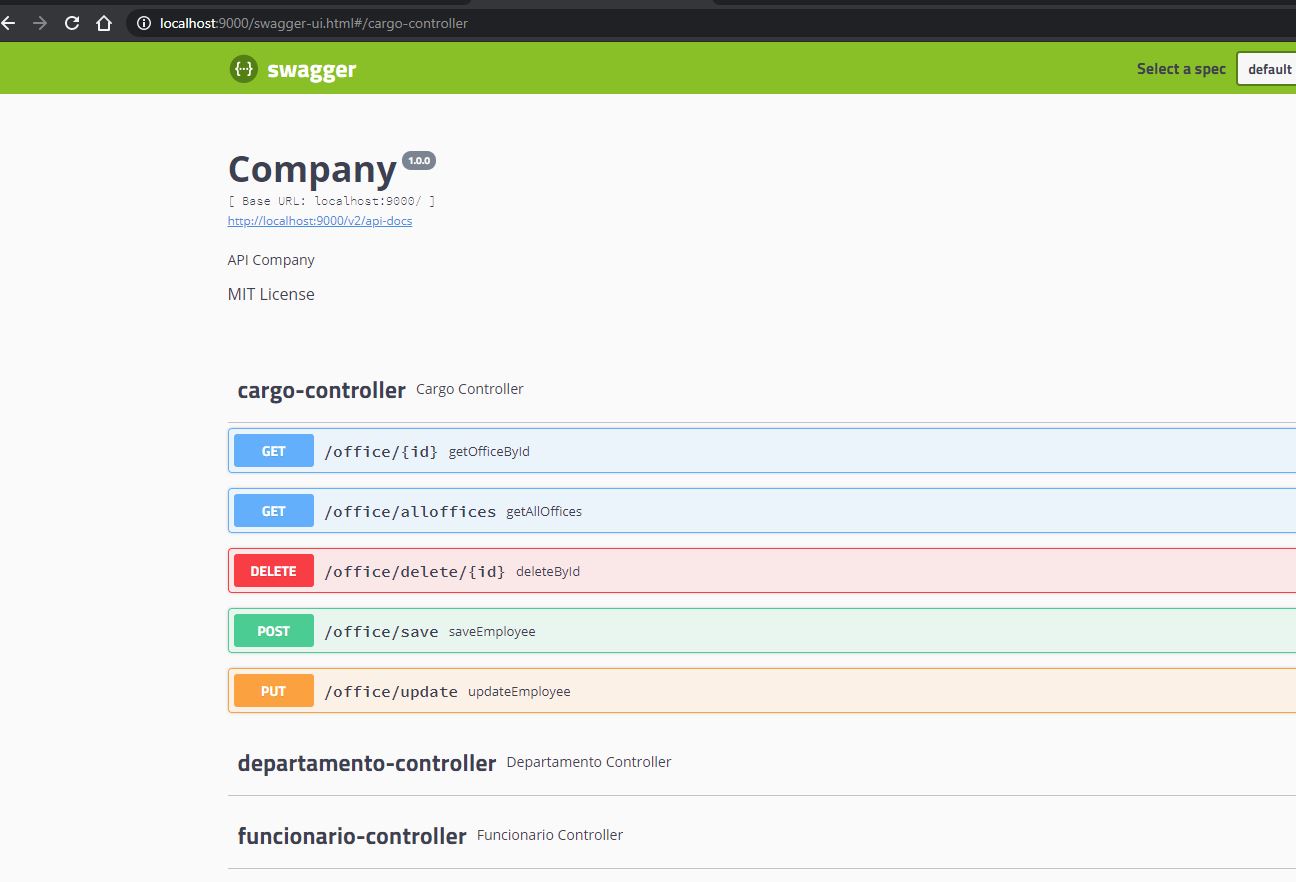 localhost:9000/swagger-ui.html#/cargo-controller
{···} swagger Select a spec default
Company 1.0.0
[ Base URL: localhost:9000/ ]
http://localhost:9000/v2/api-docs
API Company
MIT License
cargo-controller Cargo Controller
GET /office/{id} getOfficeById
GET /office/alloffices getAllOffices
DELETE /office/delete/{id} deleteById
POST /office/save saveEmployee
PUT /office/update updateEmployee
departamento-controller Departamento Controller
funcionario-controller Funcionario Controller